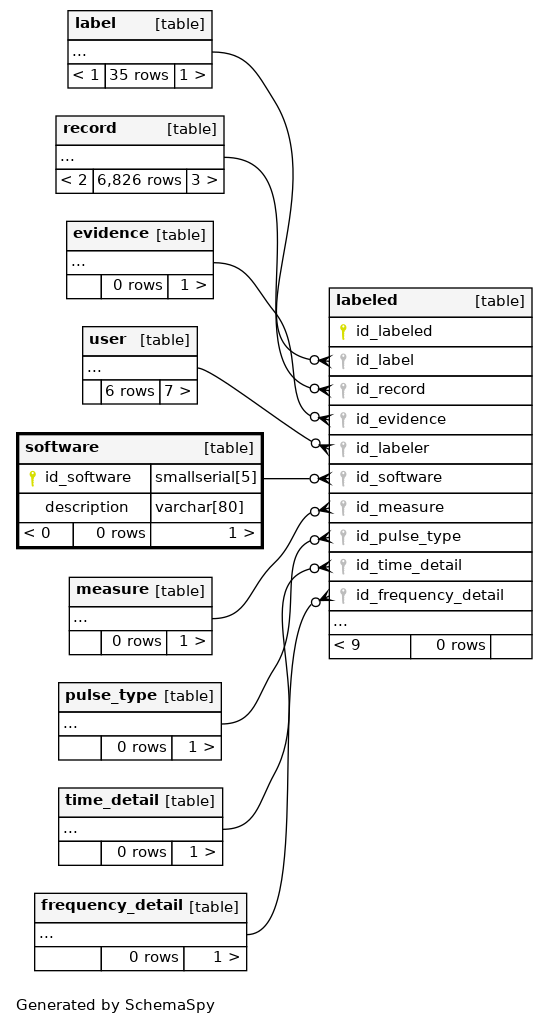 label [table]
...
< 1 35 rows 1 >
record [table]
...
< 2 6,826 rows 3 >
evidence [table]
...
0 rows 1 >
user [table]
...
6 rows 7 >
software [table]
id_software smallserial[5]
description varchar[80]
< 0 0 rows 1 >
measure [table]
...
0 rows 1 >
pulse_type [table]
...
0 rows 1 >
time_detail [table]
...
0 rows 1 >
frequency_detail [table]
...
0 rows 1 >
labeled [table]
id_labeled
id_label
id_record
id_evidence
id_labeler
id_software
id_measure
id_pulse_type
id_time_detail
id_frequency_detail
...
< 9 0 rows
Generated by SchemaSpy